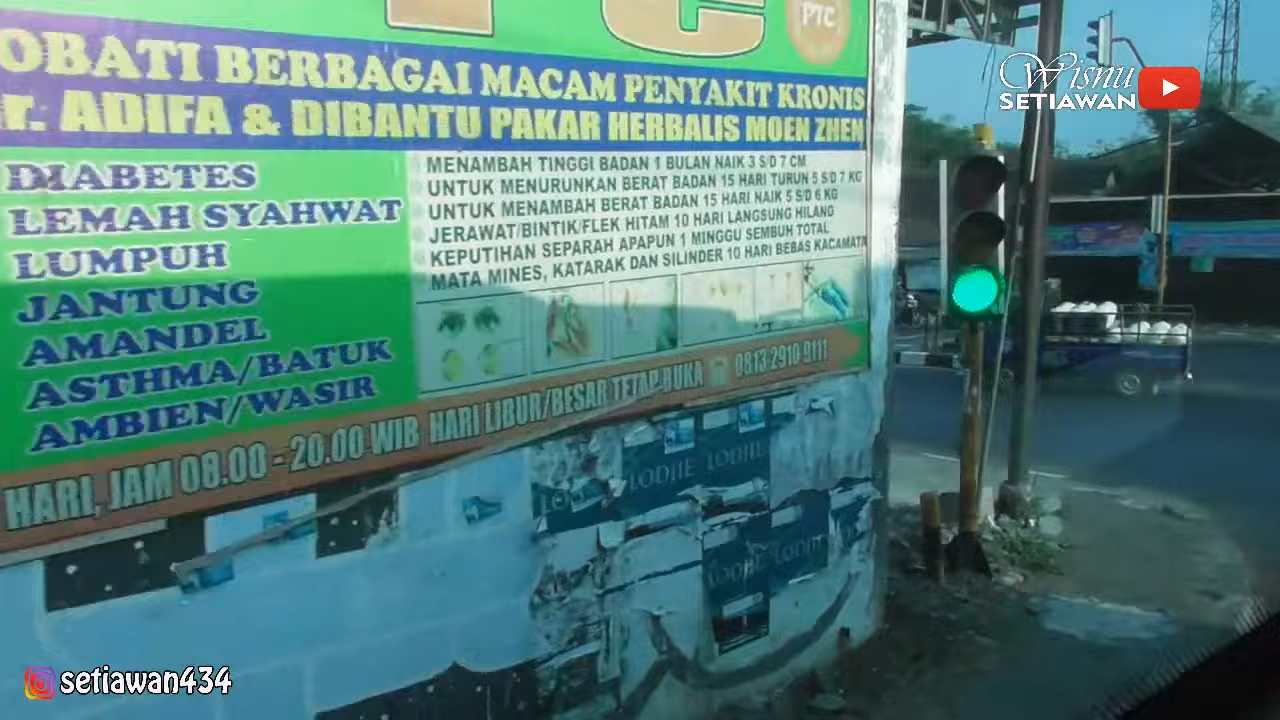 PTC
OBATI BERBAGAI MACAM PENYAKIT KRONIS
r. ADIFA & DIBANTU PAKAR HERBALIS MOEN ZHEN
DIABETES
LEMAH SYAHWAT
LUMPUH
JANTUNG
AMANDEL
ASTHMA/BATUK
AMBIEN/WASIR
MENAMBAH TINGGI BADAN 1 BULAN NAIK 3 S/D 7 CM
UNTUK MENURUNKAN BERAT BADAN 15 HARI TURUN 5 S/D 7 KG
UNTUK MENAMBAH BERAT BADAN 15 HARI NAIK 5 S/D 6 KG
JERAWAT/BINTIK/FLEK HITAM 10 HARI LANGSUNG HILANG
KEPUTIHAN SEPARAH APAPUN 1 MINGGU SEMBUH TOTAL
MATA MINES, KATARAK DAN SILINDER 10 HARI BEBAS KACAMATA
HARI, JAM 08.00 - 20.00 WIB HARI LIBUR/BESAR TETAP BUKA ☎ 0813 2910 9111
LODHE LODHE
LODHE LODHE
Wisnu
SETIAWAN
setiawan434